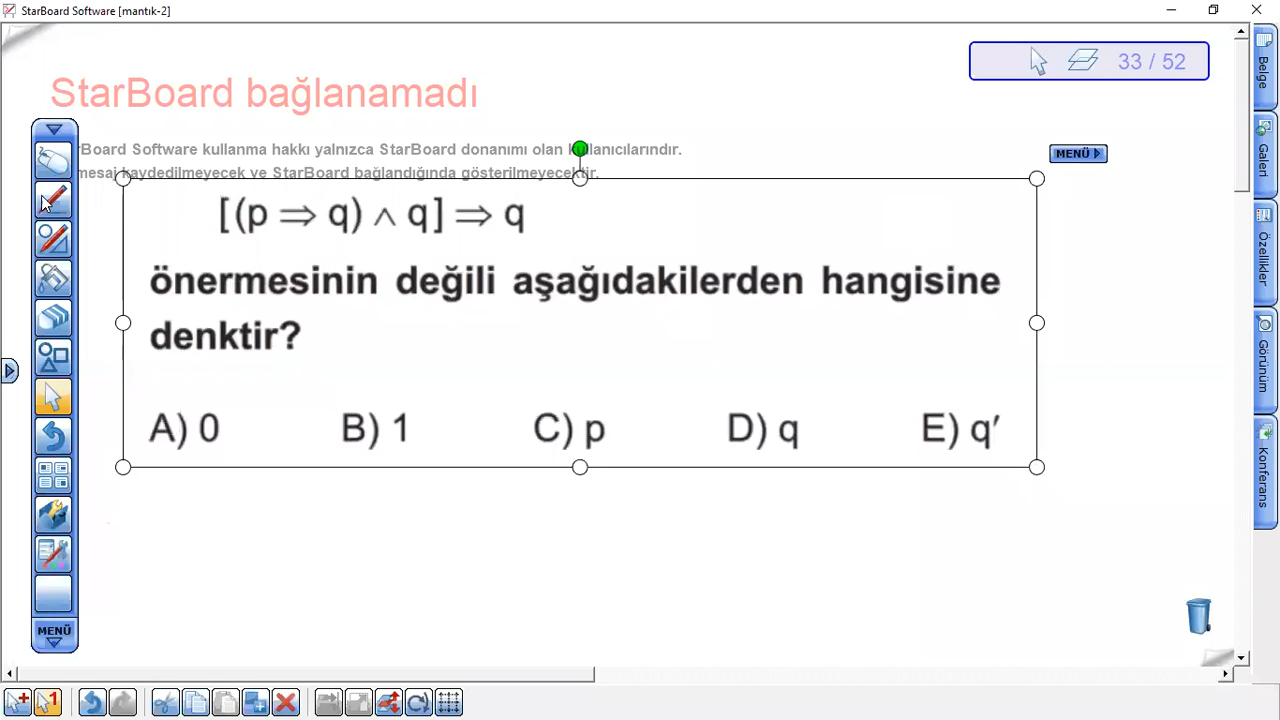 StarBoard Software [mantık-2]
33 / 52
StarBoard bağlanamadı
rBoard Software kullanma hakkı yalnızca StarBoard donanımı olan kullanıcılarındır.
mesaj kaydedilmeyecek ve StarBoard bağlandığında gösterilmeyecektir.
MENÜ
[(p ⇒ q) ∧ q] ⇒ q
önermesinin değili aşağıdakilerden hangisine
denktir?
A) 0 B) 1 C) p D) q E) q′
MENÜ
Belge
Galeri
Özellikler
Görünüm
Konferans
1